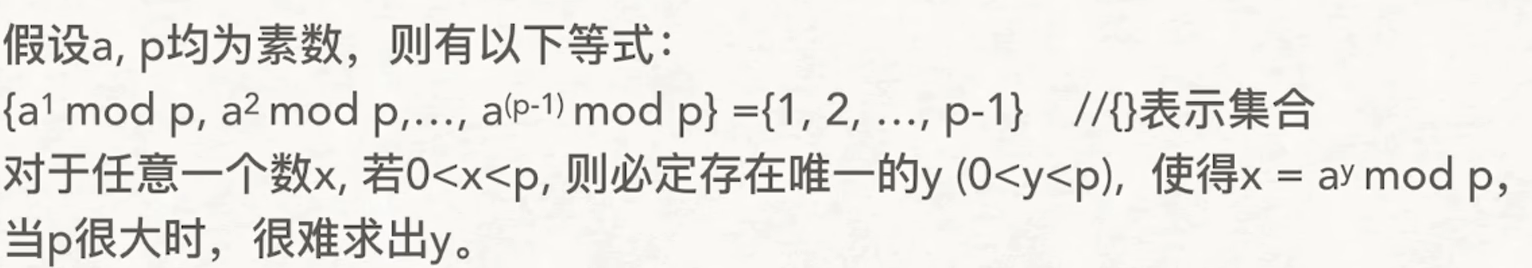 假设a, p均为素数，则有以下等式：
{a¹ mod p, a² mod p,..., a⁽ᵖ⁻¹⁾ mod p} ={1, 2, ..., p-1} //{}表示集合
对于任意一个数x, 若0<x<p, 则必定存在唯一的y (0<y<p)，使得x = aʸ mod p，
当p很大时，很难求出y。